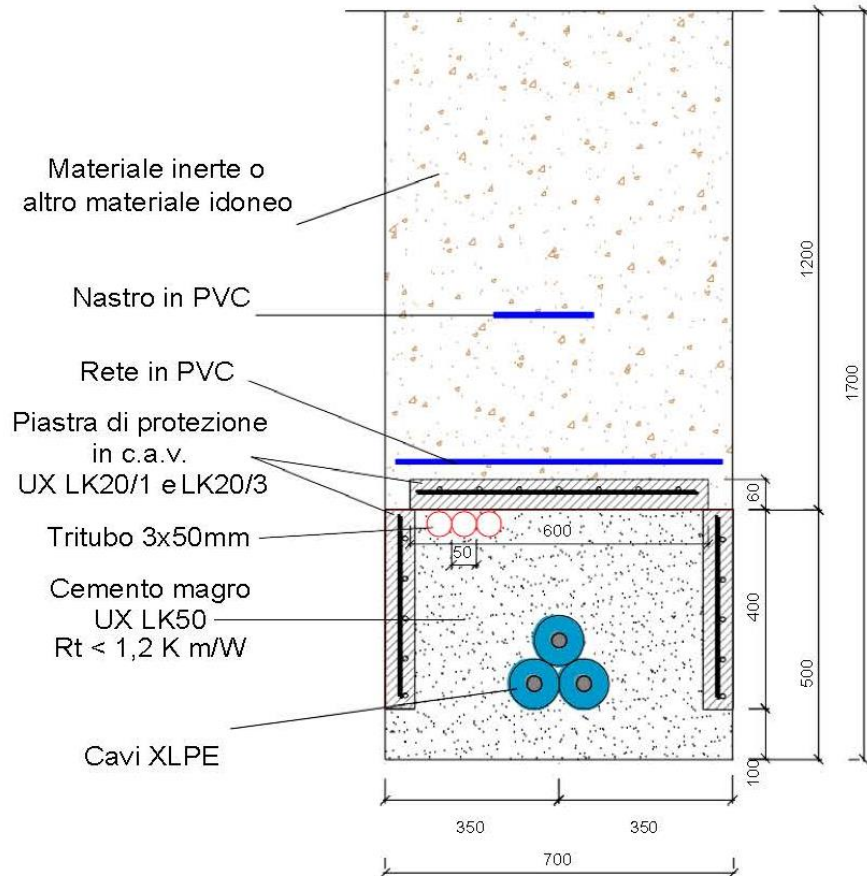 Materiale inerte o
altro materiale idoneo
Nastro in PVC
Rete in PVC
Piastra di protezione
in c.a.v.
UX LK20/1 e LK20/3
Tritubo 3x50mm
Cemento magro
UX LK50
Rt < 1,2 K m/W
Cavi XLPE
1200
1700
60
600
50
400
500
100
350
350
700